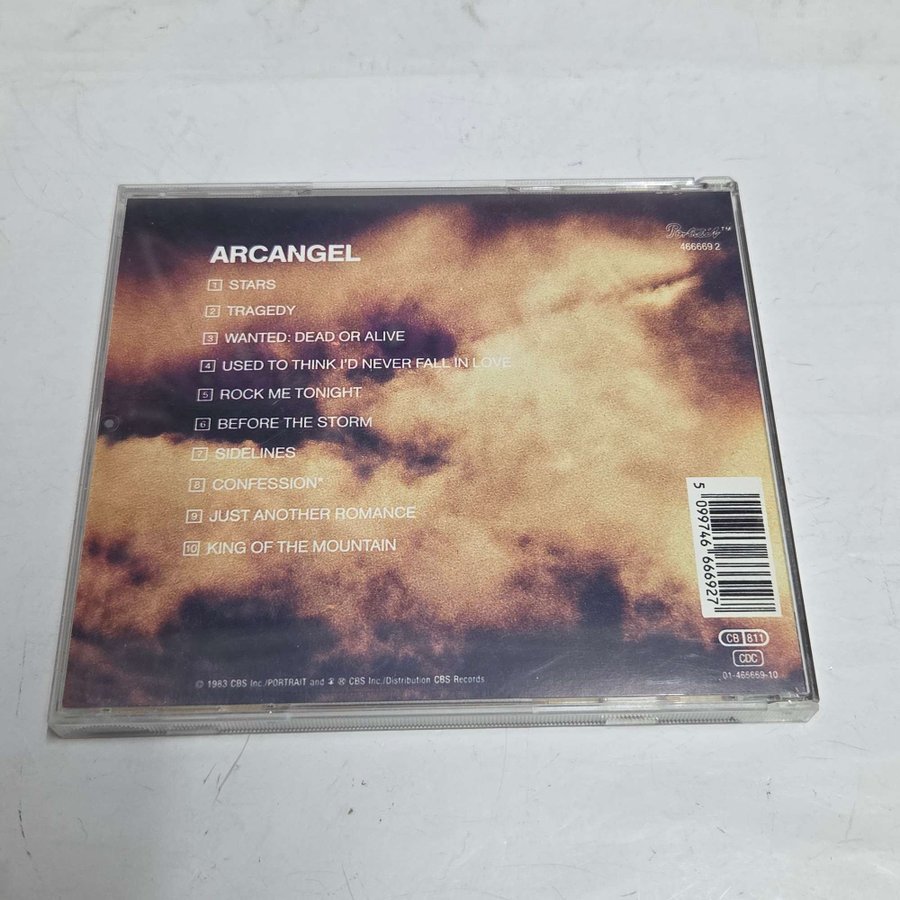 Portrait™
466669 2
ARCANGEL
1 STARS
2 TRAGEDY
3 WANTED: DEAD OR ALIVE
4 USED TO THINK I'D NEVER FALL IN LOVE
5 ROCK ME TONIGHT
6 BEFORE THE STORM
7 SIDELINES
8 CONFESSION*
9 JUST ANOTHER ROMANCE
10 KING OF THE MOUNTAIN
5 099746 666927
CB 811
CDC
01-466669-10
© 1983 CBS Inc./PORTRAIT and ℗ CBS Inc./Distribution CBS Records